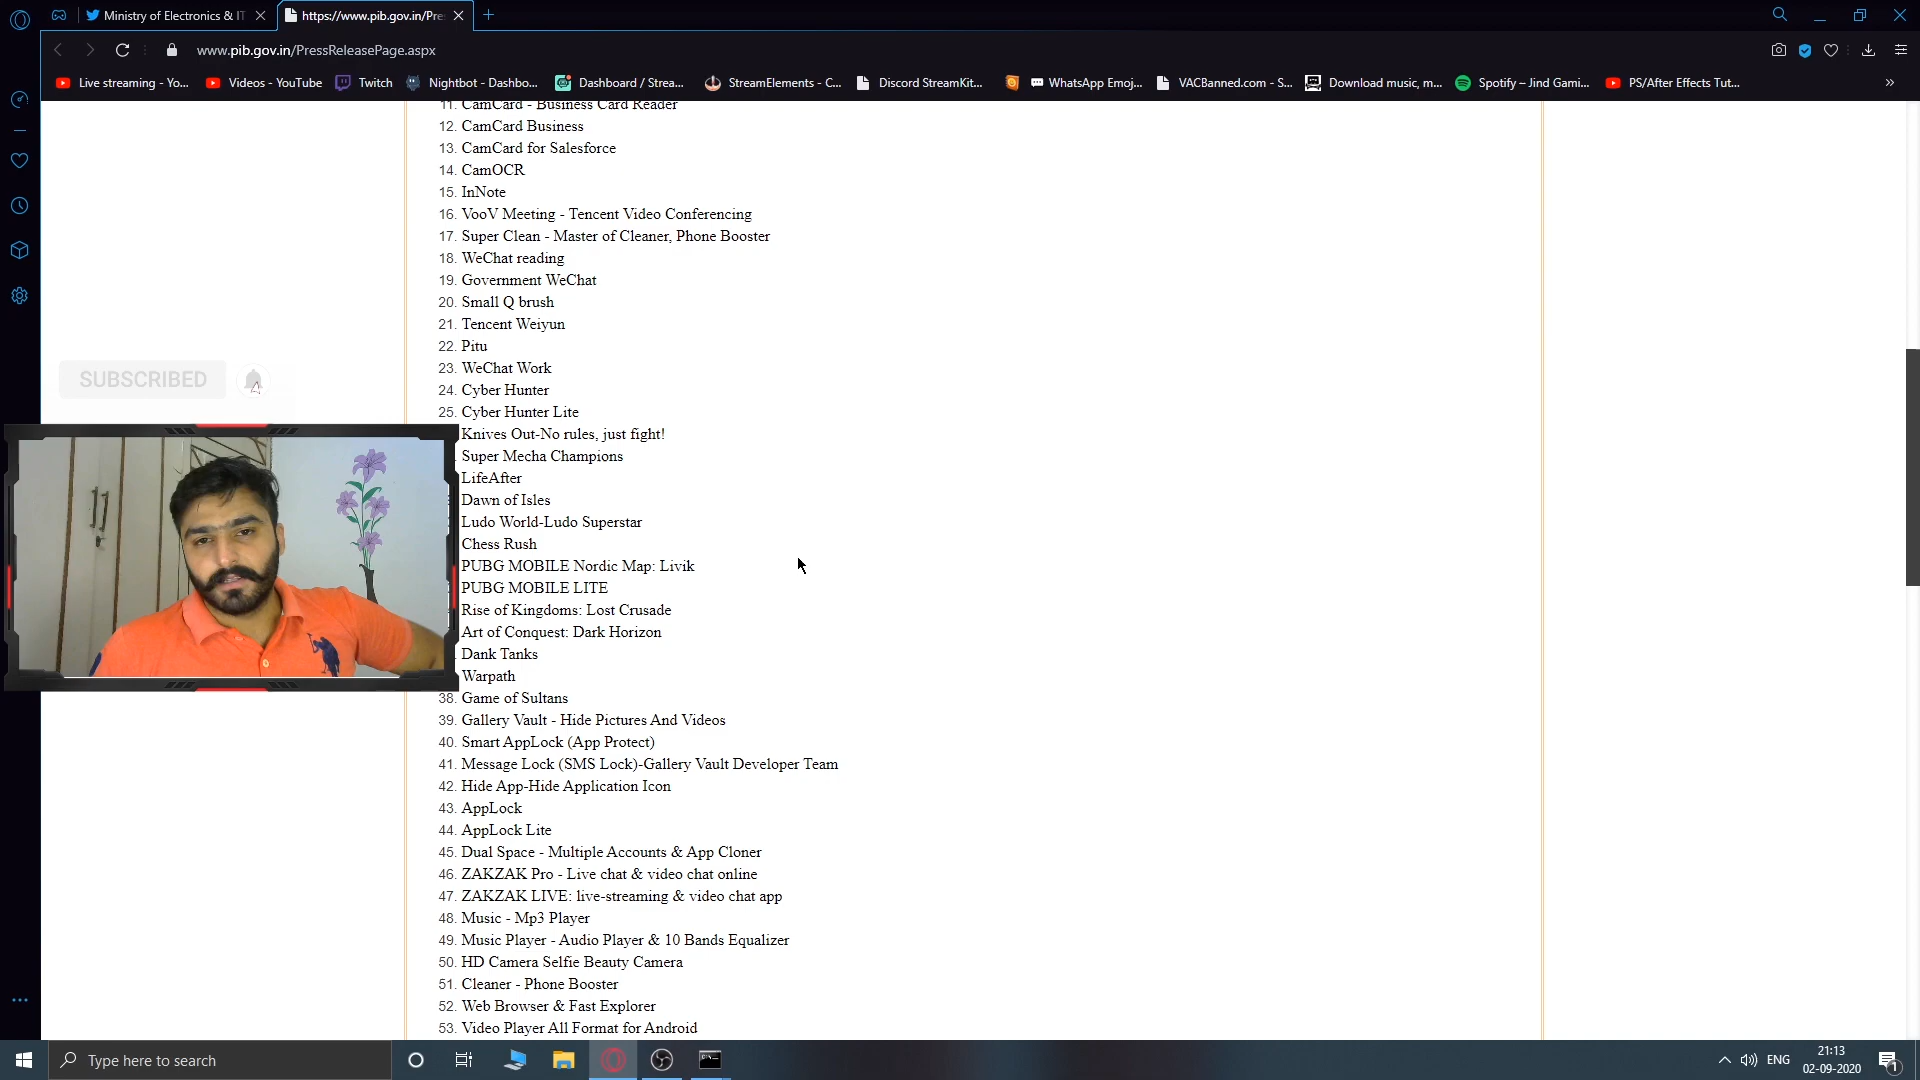 Ministry of Electronics & IT
https://www.pib.gov.in/Pre
www.pib.gov.in/PressReleasePage.aspx
Live streaming - Yo...
Videos - YouTube
Twitch
Nightbot - Dashbo...
Dashboard / Strea...
StreamElements - C...
Discord StreamKit...
WhatsApp Emoj...
VACBanned.com - S...
Download music, m...
Spotify – Jind Gami...
PS/After Effects Tut...
11. CamCard - Business Card Reader
12. CamCard Business
13. CamCard for Salesforce
14. CamOCR
15. InNote
16. VooV Meeting - Tencent Video Conferencing
17. Super Clean - Master of Cleaner, Phone Booster
18. WeChat reading
19. Government WeChat
20. Small Q brush
21. Tencent Weiyun
22. Pitu
23. WeChat Work
24. Cyber Hunter
25. Cyber Hunter Lite
Knives Out-No rules, just fight!
Super Mecha Champions
LifeAfter
Dawn of Isles
Ludo World-Ludo Superstar
Chess Rush
PUBG MOBILE Nordic Map: Livik
PUBG MOBILE LITE
Rise of Kingdoms: Lost Crusade
Art of Conquest: Dark Horizon
Dank Tanks
Warpath
38. Game of Sultans
39. Gallery Vault - Hide Pictures And Videos
40. Smart AppLock (App Protect)
41. Message Lock (SMS Lock)-Gallery Vault Developer Team
42. Hide App-Hide Application Icon
43. AppLock
44. AppLock Lite
45. Dual Space - Multiple Accounts & App Cloner
46. ZAKZAK Pro - Live chat & video chat online
47. ZAKZAK LIVE: live-streaming & video chat app
48. Music - Mp3 Player
49. Music Player - Audio Player & 10 Bands Equalizer
50. HD Camera Selfie Beauty Camera
51. Cleaner - Phone Booster
52. Web Browser & Fast Explorer
53. Video Player All Format for Android
SUBSCRIBED
Type here to search
ENG
21:13
02-09-2020
1